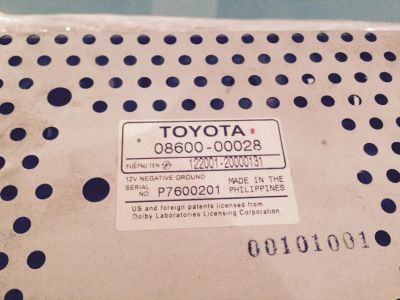 TOYOTA
08600-00028
FUJITSU TEN 122001-20000131
12V NEGATIVE GROUND MADE IN THE
SERIAL NO P7600201 PHILIPPINES
US and foreign patents licensed from
Dolby Laboratories Licensing Corporation.
00101001